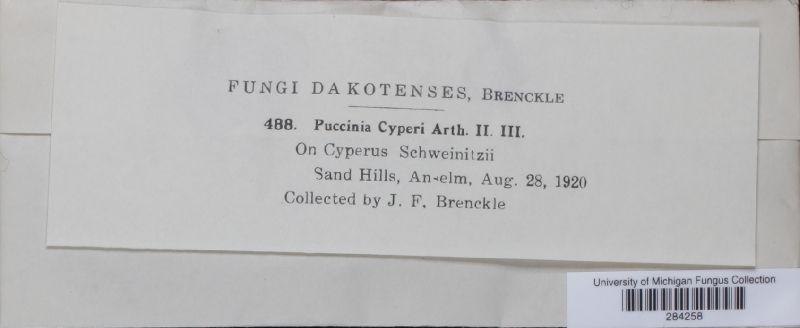 FUNGI DAKOTENSES, BRENCKLE
488. Puccinia Cyperi Arth. II. III.
On Cyperus Schweinitzii
Sand Hills, An-elm, Aug. 28, 1920
Collected by J. F. Brenckle
University of Michigan Fungus Collection
284258